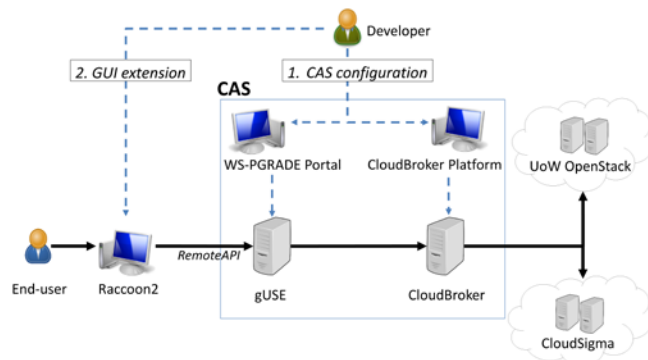 Developer
2. GUI extension
1. CAS configuration
CAS
WS-PGRADE Portal
CloudBroker Platform
UoW OpenStack
RemoteAPI
End-user
Raccoon2
gUSE
CloudBroker
CloudSigma